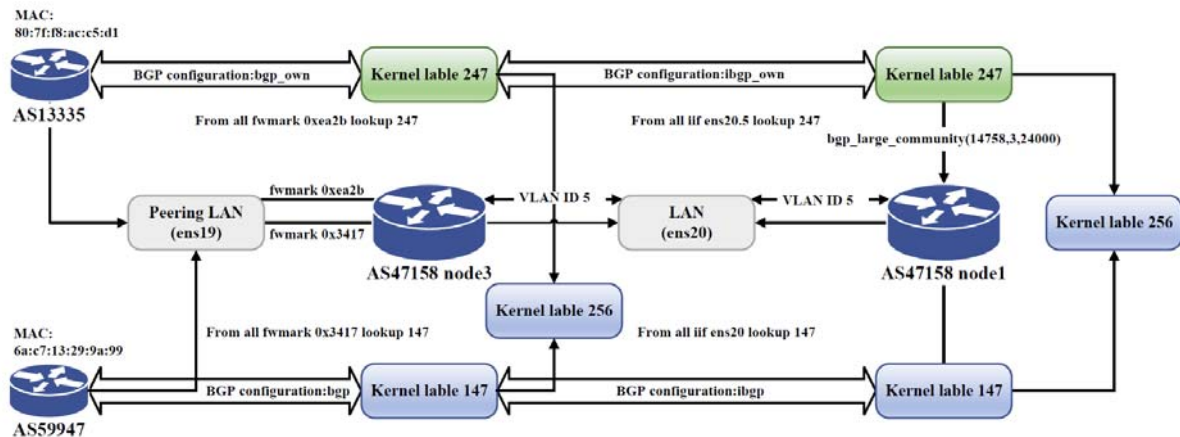 MAC:
80:7f:f8:ac:c5:d1
AS13335
BGP configuration:bgp_own
Kernel lable 247
BGP configuration:ibgp_own
Kernel lable 247
From all fwmark 0xea2b lookup 247
From all iif ens20.5 lookup 247
bgp_large_community(14758,3,24000)
Peering LAN
(ens19)
fwmark 0xea2b
fwmark 0x3417
AS47158 node3
VLAN ID 5
LAN
(ens20)
VLAN ID 5
AS47158 node1
Kernel lable 256
Kernel lable 256
From all fwmark 0x3417 lookup 147
From all iif ens20 lookup 147
MAC:
6a:c7:13:29:9a:99
AS59947
BGP configuration:bgp
Kernel lable 147
BGP configuration:ibgp
Kernel lable 147